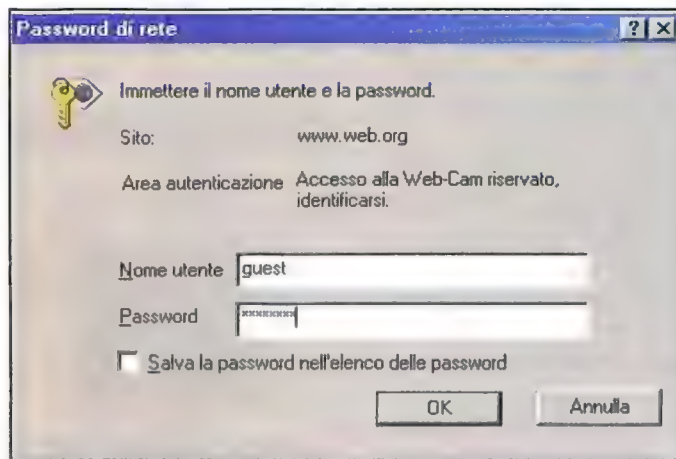 Password di rete
? ×
Immettere il nome utente e la password.
Sito: www.web.org
Area autenticazione Accesso alla Web-Cam riservato,
identificarsi.
Nome utente guest
Password xxxxxxxx
Salva la password nell'elenco delle password
OK Annulla